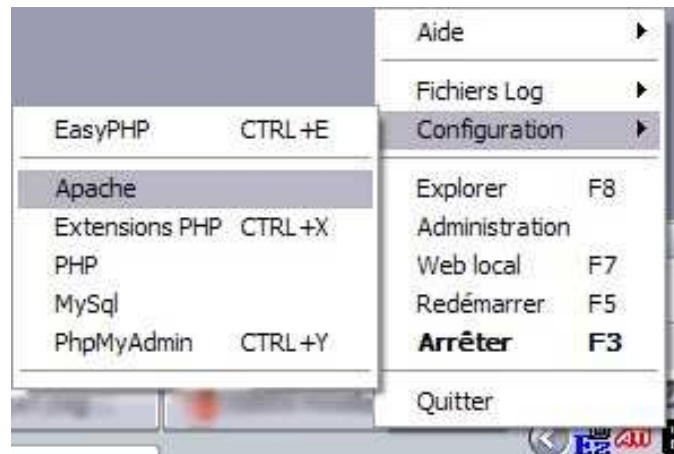 Aide
Fichiers Log
Configuration
Explorer F8
Administration
Web local F7
Redémarrer F5
Arrêter F3
Quitter
EasyPHP CTRL+E
Apache
Extensions PHP CTRL+X
PHP
MySql
PhpMyAdmin CTRL+Y